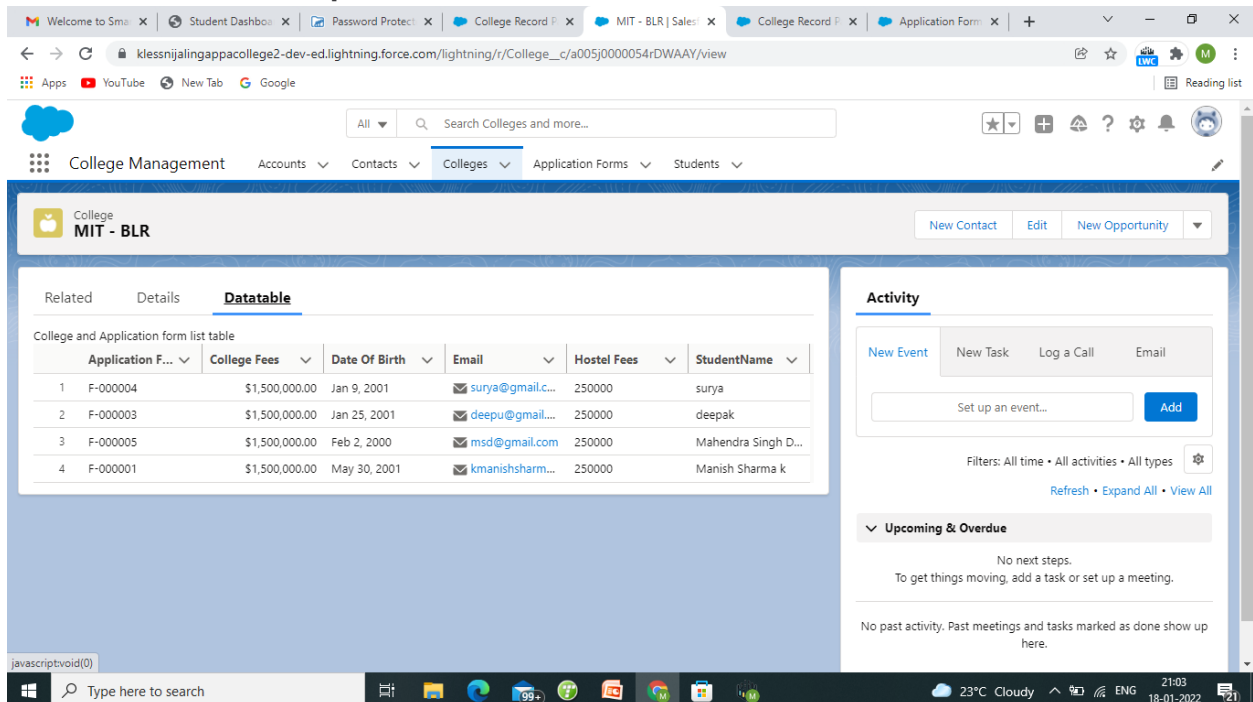 Welcome to Sma
Student Dashboa
Password Protect
College Record P
MIT - BLR | Sales
College Record P
Application Form
klessnijalingappacollege2-dev-ed.lightning.force.com/lightning/r/College__c/a005j0000054rDWAAY/view
LWC
M
Apps YouTube New Tab Google
Reading list
All Search Colleges and more...
College Management Accounts Contacts Colleges Application Forms Students
College
MIT - BLR
New Contact Edit New Opportunity
Related Details Datatable
College and Application form list table
Application F... College Fees Date Of Birth Email Hostel Fees StudentName
1 F-000004 $1,500,000.00 Jan 9, 2001 surya@gmail.c... 250000 surya
2 F-000003 $1,500,000.00 Jan 25, 2001 deepu@gmail.... 250000 deepak
3 F-000005 $1,500,000.00 Feb 2, 2000 msd@gmail.com 250000 Mahendra Singh D...
4 F-000001 $1,500,000.00 May 30, 2001 kmanishsharm... 250000 Manish Sharma k
Activity
New Event New Task Log a Call Email
Set up an event... Add
Filters: All time • All activities • All types
Refresh • Expand All • View All
Upcoming & Overdue
No next steps.
To get things moving, add a task or set up a meeting.
No past activity. Past meetings and tasks marked as done show up
here.
javascript:void(0)
Type here to search
99+
23°C Cloudy
ENG
21:03
18-01-2022
21